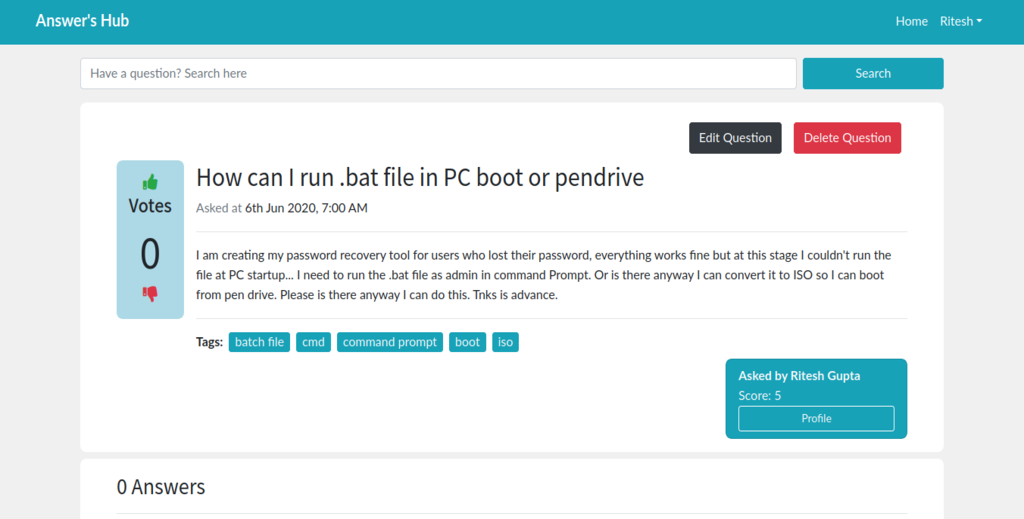 Answer's Hub
Home Ritesh
Have a question? Search here
Search
Edit Question Delete Question
Votes
0
How can I run .bat file in PC boot or pendrive
Asked at 6th Jun 2020, 7:00 AM
I am creating my password recovery tool for users who lost their password, everything works fine but at this stage I couldn't run the
file at PC startup... I need to run the .bat file as admin in command Prompt. Or is there anyway I can convert it to ISO so I can boot
from pen drive. Please is there anyway I can do this. Tnks is advance.
Tags: batch file cmd command prompt boot iso
Asked by Ritesh Gupta
Score: 5
Profile
0 Answers